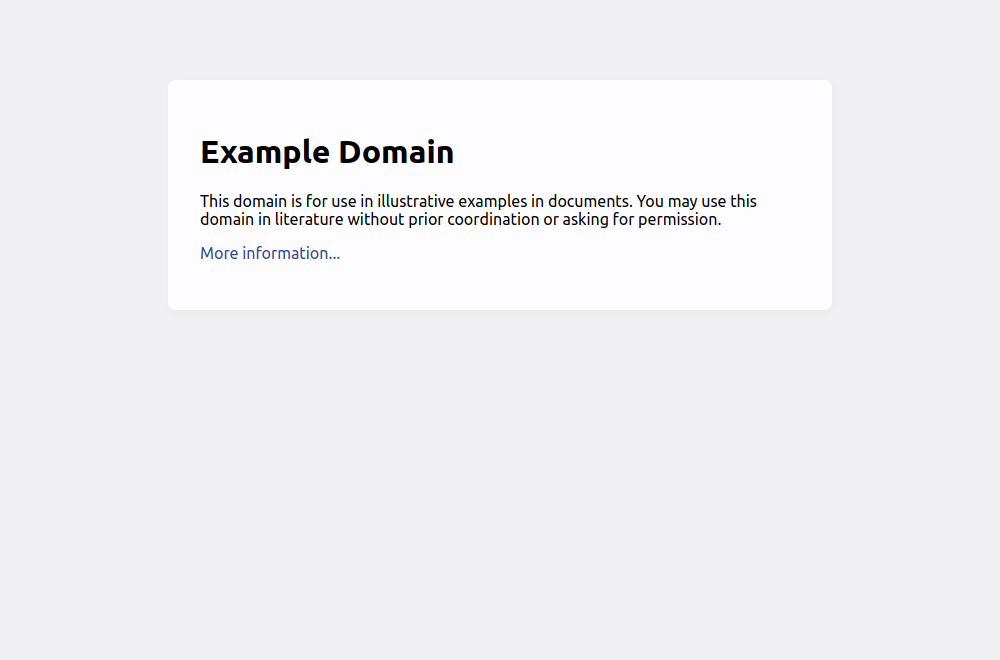 Example Domain
This domain is for use in illustrative examples in documents. You may use this
domain in literature without prior coordination or asking for permission.
More information...